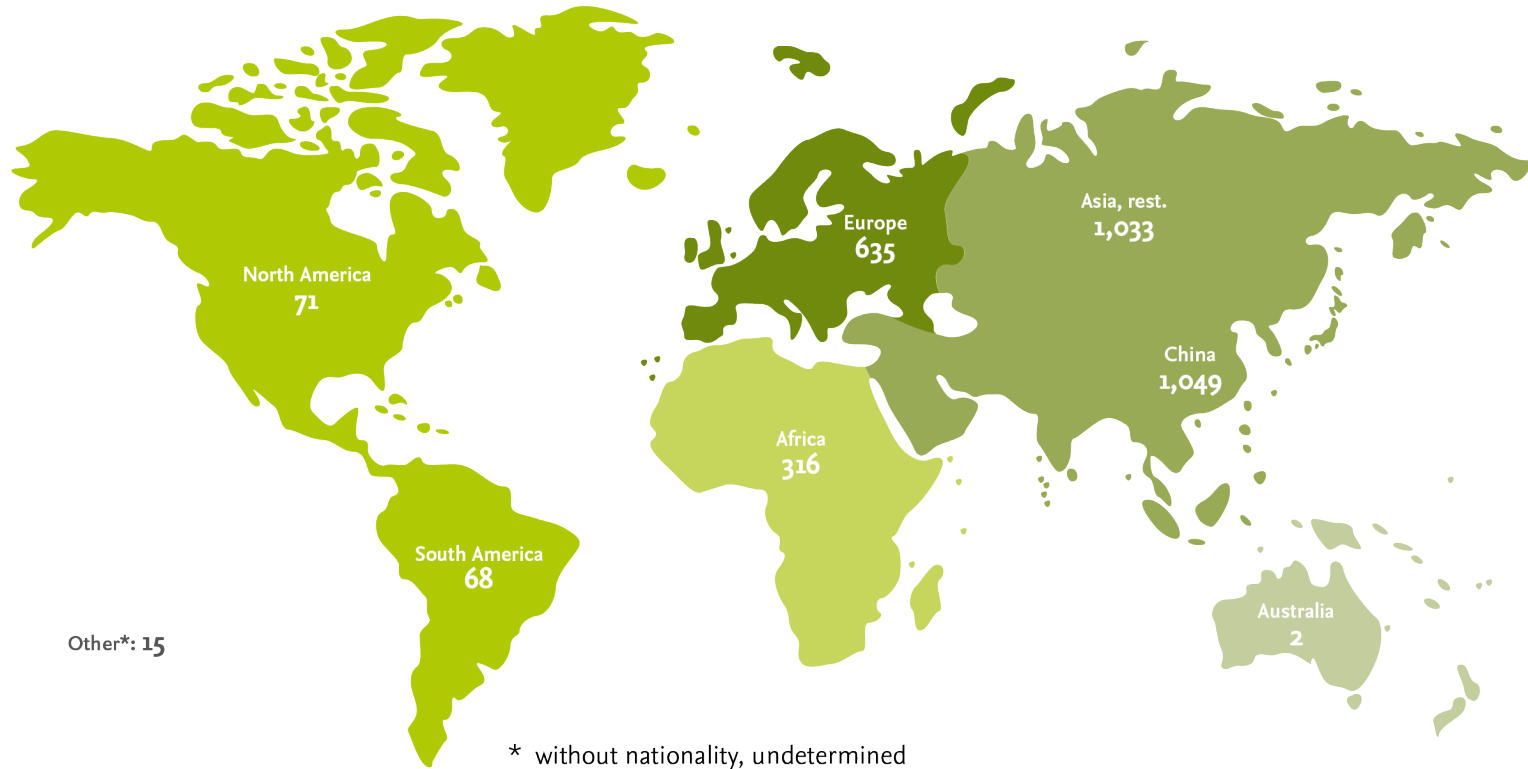 Asia, rest.
1,033
Europe
635
North America
71
China
1,049
Africa
316
South America
68
Australia
2
Other*: 15
* without nationality, undetermined